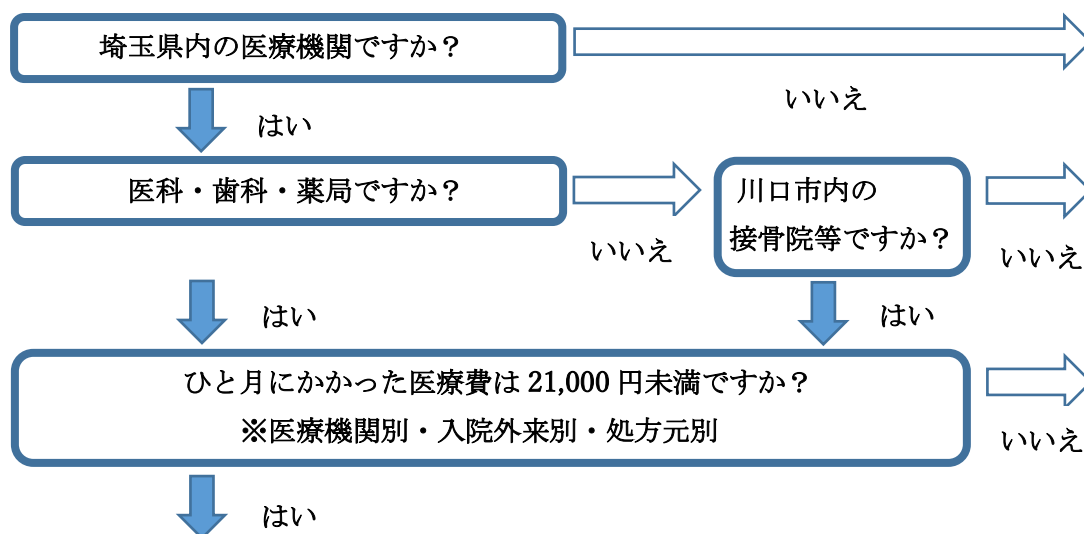 埼玉県内の医療機関ですか？
いいえ
はい
医科・歯科・薬局ですか？
いいえ
川口市内の
接骨院等ですか？
いいえ
はい
はい
ひと月にかかった医療費は 21,000 円未満ですか？
※医療機関別・入院外来別・処方元別
いいえ
はい